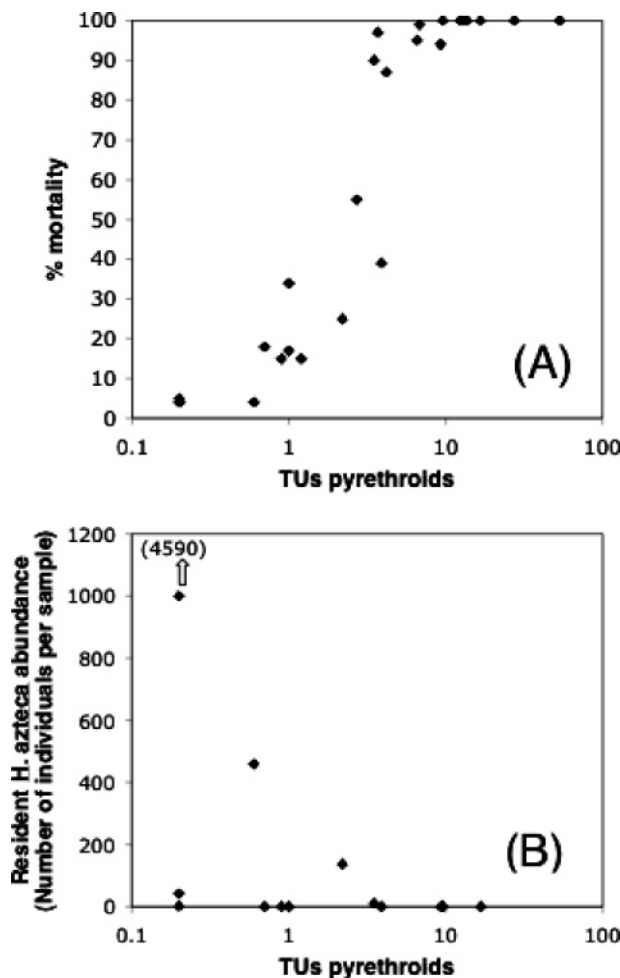 100
90
80
70
60
50
40
30
20
10
0
% mortality
(A)
0.1 1 10 100
TUs pyrethroids
1200
1000
800
600
400
200
0
Resident H. azteca abundance
(Number of individuals per sample)
(4590)
(B)
0.1 1 10 100
TUs pyrethroids